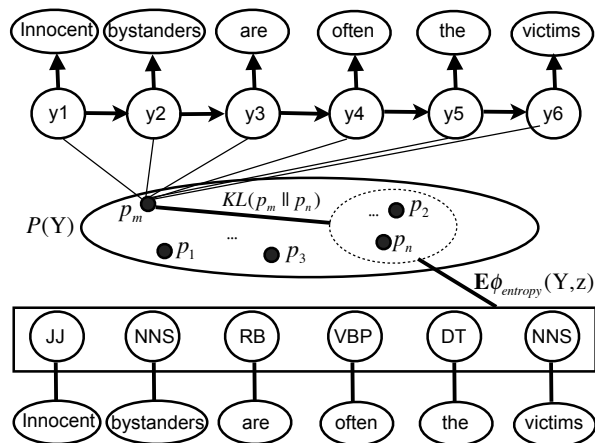 Innocent bystanders are often the victims
y1 y2 y3 y4 y5 y6
p_m KL(p_m || p_n) ... p_2
P(Y) ... p_n
p_1 p_3 Eϕ_entropy(Y,z)
JJ NNS RB VBP DT NNS
Innocent bystanders are often the victims